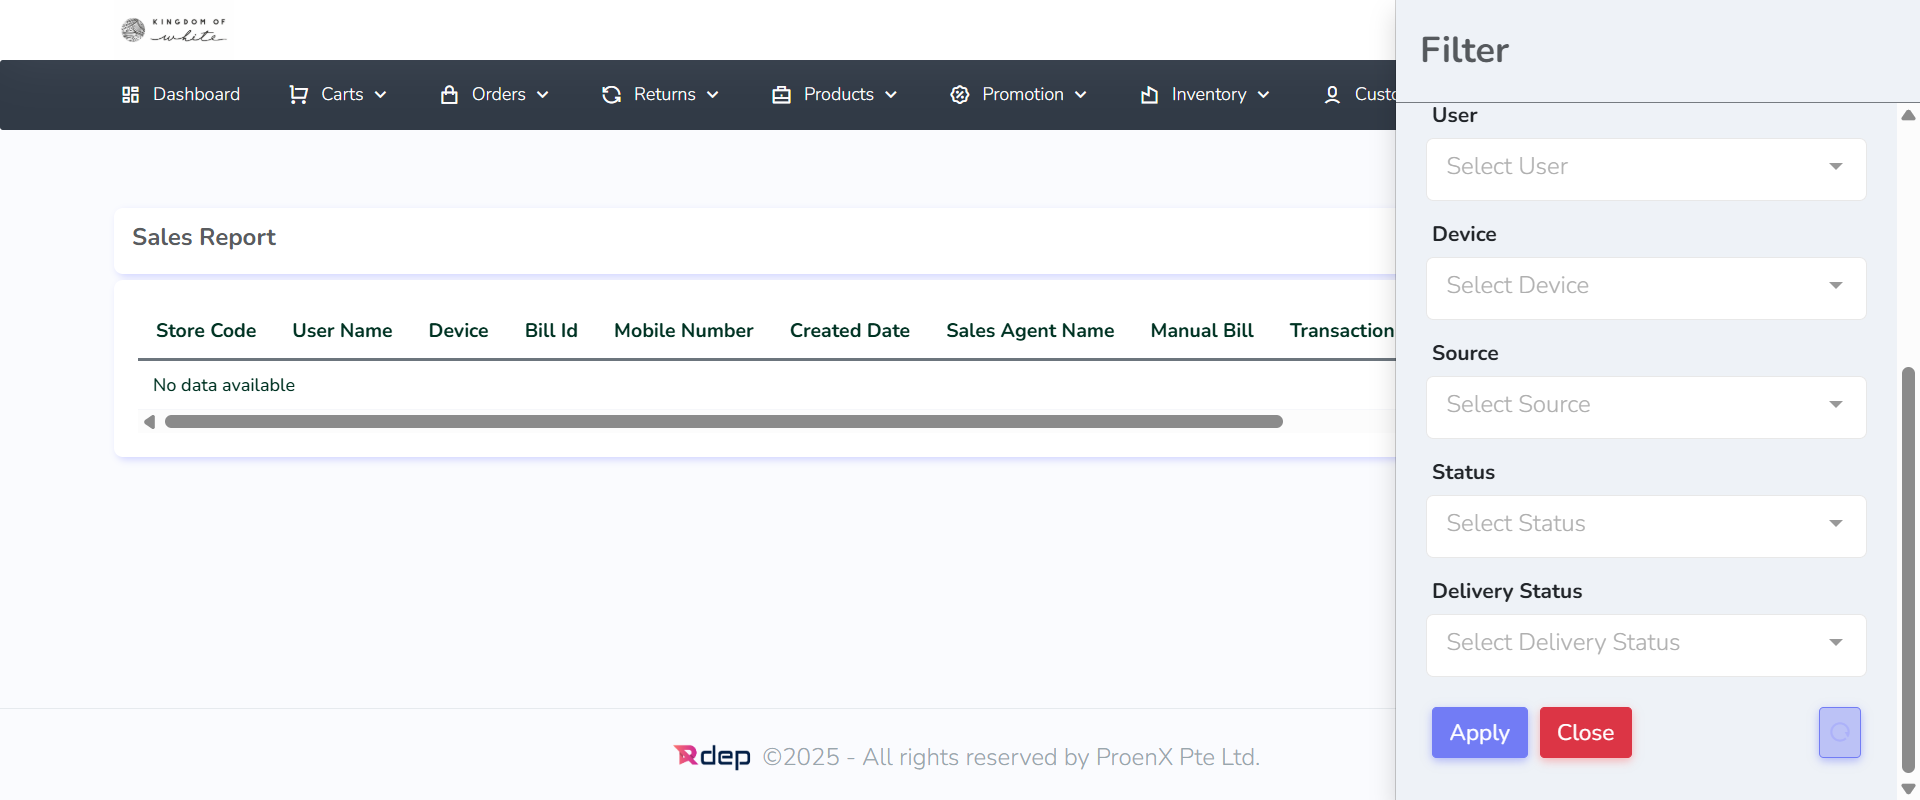 KINGDOM OF
white
Filter
Dashboard
Carts
Orders
Returns
Products
Promotion
Inventory
Custo
Sales Report
Store Code
User Name
Device
Bill Id
Mobile Number
Created Date
Sales Agent Name
Manual Bill
Transaction
No data available
User
Select User
Device
Select Device
Source
Select Source
Status
Select Status
Delivery Status
Select Delivery Status
Apply
Close
Rdep ©2025 - All rights reserved by ProenX Pte Ltd.